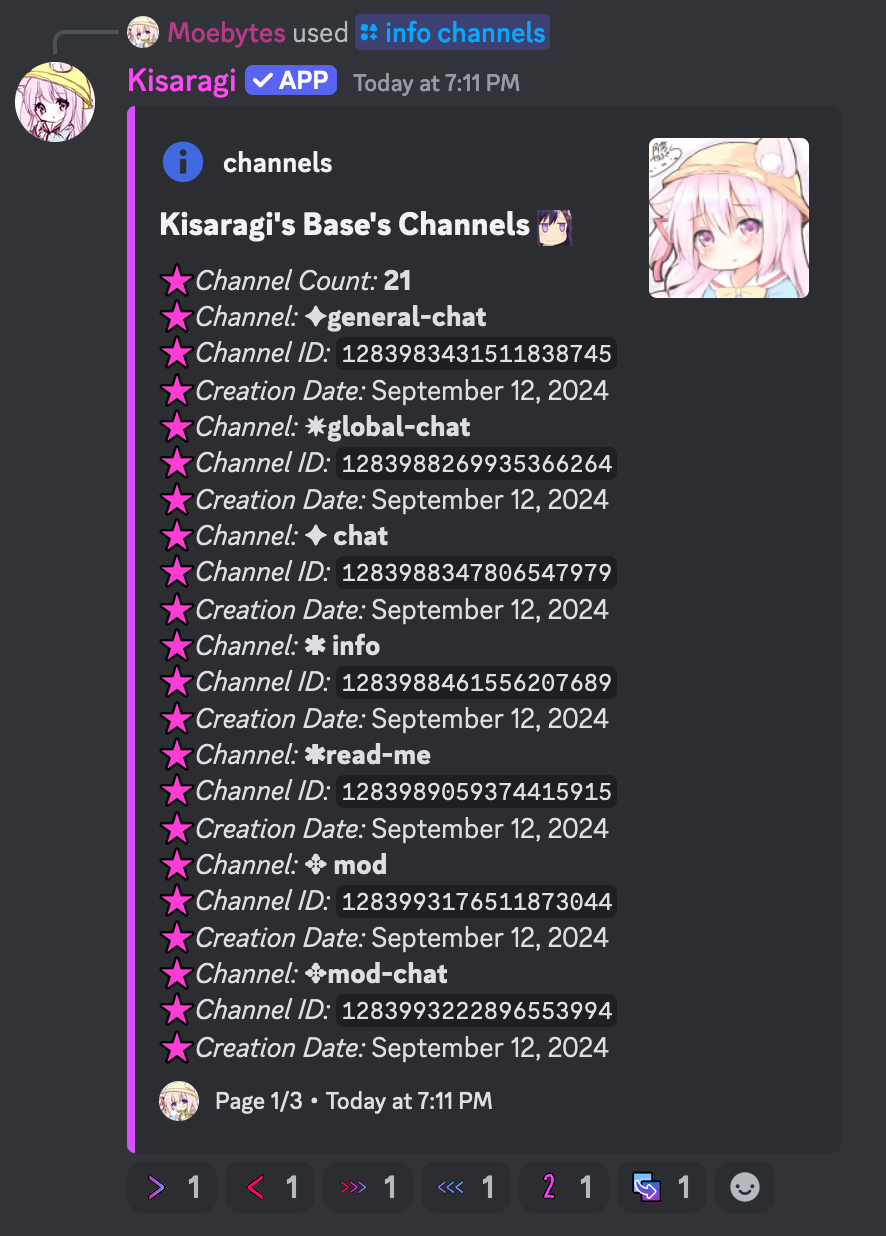 Moebytes used info channels
Kisaragi ✓ APP Today at 7:11 PM
channels
Kisaragi's Base's Channels
★Channel Count: 21
★Channel: ✦general-chat
★Channel ID: 1283983431511838745
★Creation Date: September 12, 2024
★Channel: ✷global-chat
★Channel ID: 1283988269935366264
★Creation Date: September 12, 2024
★Channel: ✦ chat
★Channel ID: 1283988347806547979
★Creation Date: September 12, 2024
★Channel: ✱ info
★Channel ID: 1283988461556207689
★Creation Date: September 12, 2024
★Channel: ✱read-me
★Channel ID: 1283989059374415915
★Creation Date: September 12, 2024
★Channel: ✥ mod
★Channel ID: 1283993176511873044
★Creation Date: September 12, 2024
★Channel: ✥mod-chat
★Channel ID: 1283993222896553994
★Creation Date: September 12, 2024
Page 1/3 • Today at 7:11 PM
> 1 < 1 >>> 1 <<< 1 2 1 1